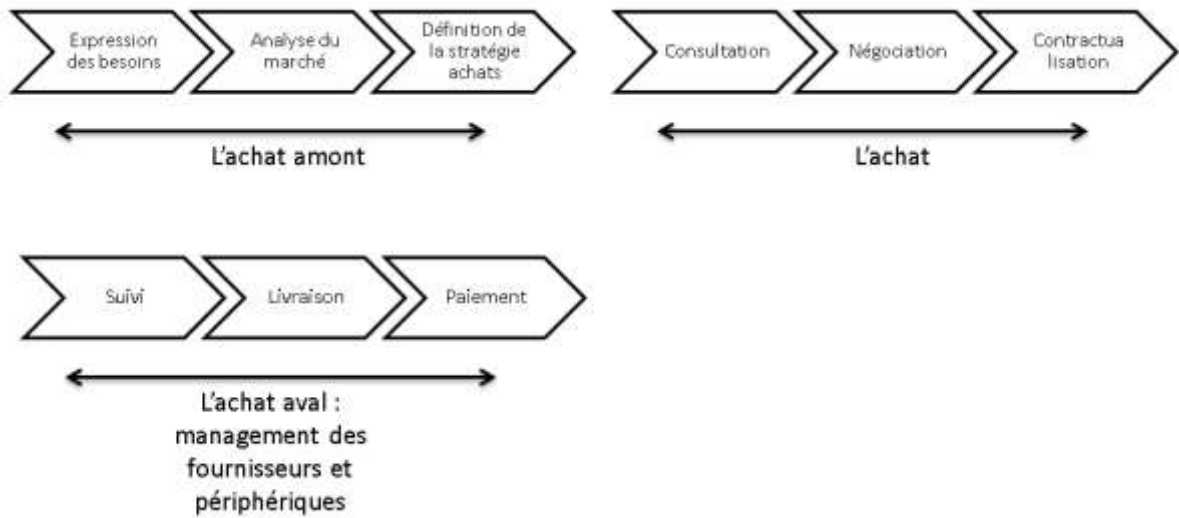 Expression
des besoins
Analyse du
marché
Définition de
la stratégie
achats
L'achat amont
Consultation
Négociation
Contractua
lisation
L'achat
Suivi
Livraison
Paiement
L'achat aval :
management des
fournisseurs et
périphériques